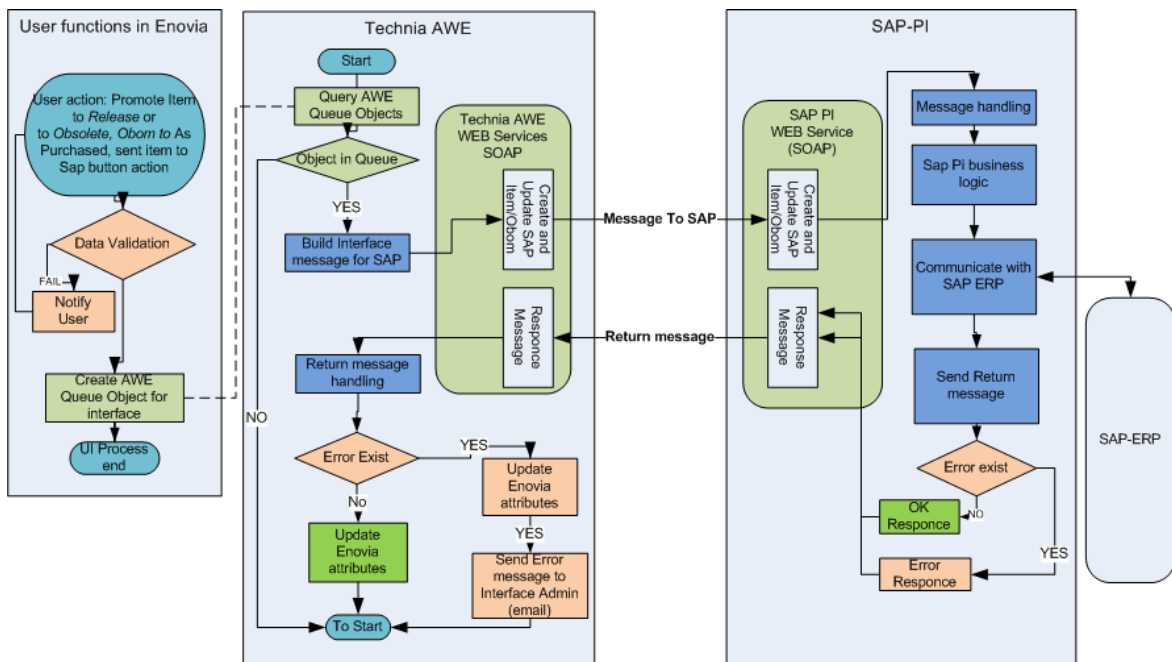 User functions in Enovia
User action: Promote Item
to Release or
to Obsolete, Obom to As
Purchased, sent item to
Sap button action
Data Validation
FAIL
Notify
User
Create AWE
Queue Object for
interface
UI Process
end
Technia AWE
Start
Query AWE
Queue Objects
Object in Queue
YES
NO
Build Interface
message for SAP
Technia AWE
WEB Services
SOAP
Create and
Update SAP
Item/Obom
Responce
Message
Return message
handling
Error Exist
YES
No
Update
Enovia
attributes
Update
Enovia
attributes
YES
Send Error
message to
Interface Admin
(email)
To Start
Message To SAP
Return message
SAP-PI
SAP PI
WEB Service
(SOAP)
Create and
Update SAP
Item/Obom
Response
Message
Message handling
Sap Pi business
logic
Communicate with
SAP ERP
Send Return
message
Error exist
NO
YES
OK
Responce
Error
Responce
SAP-ERP